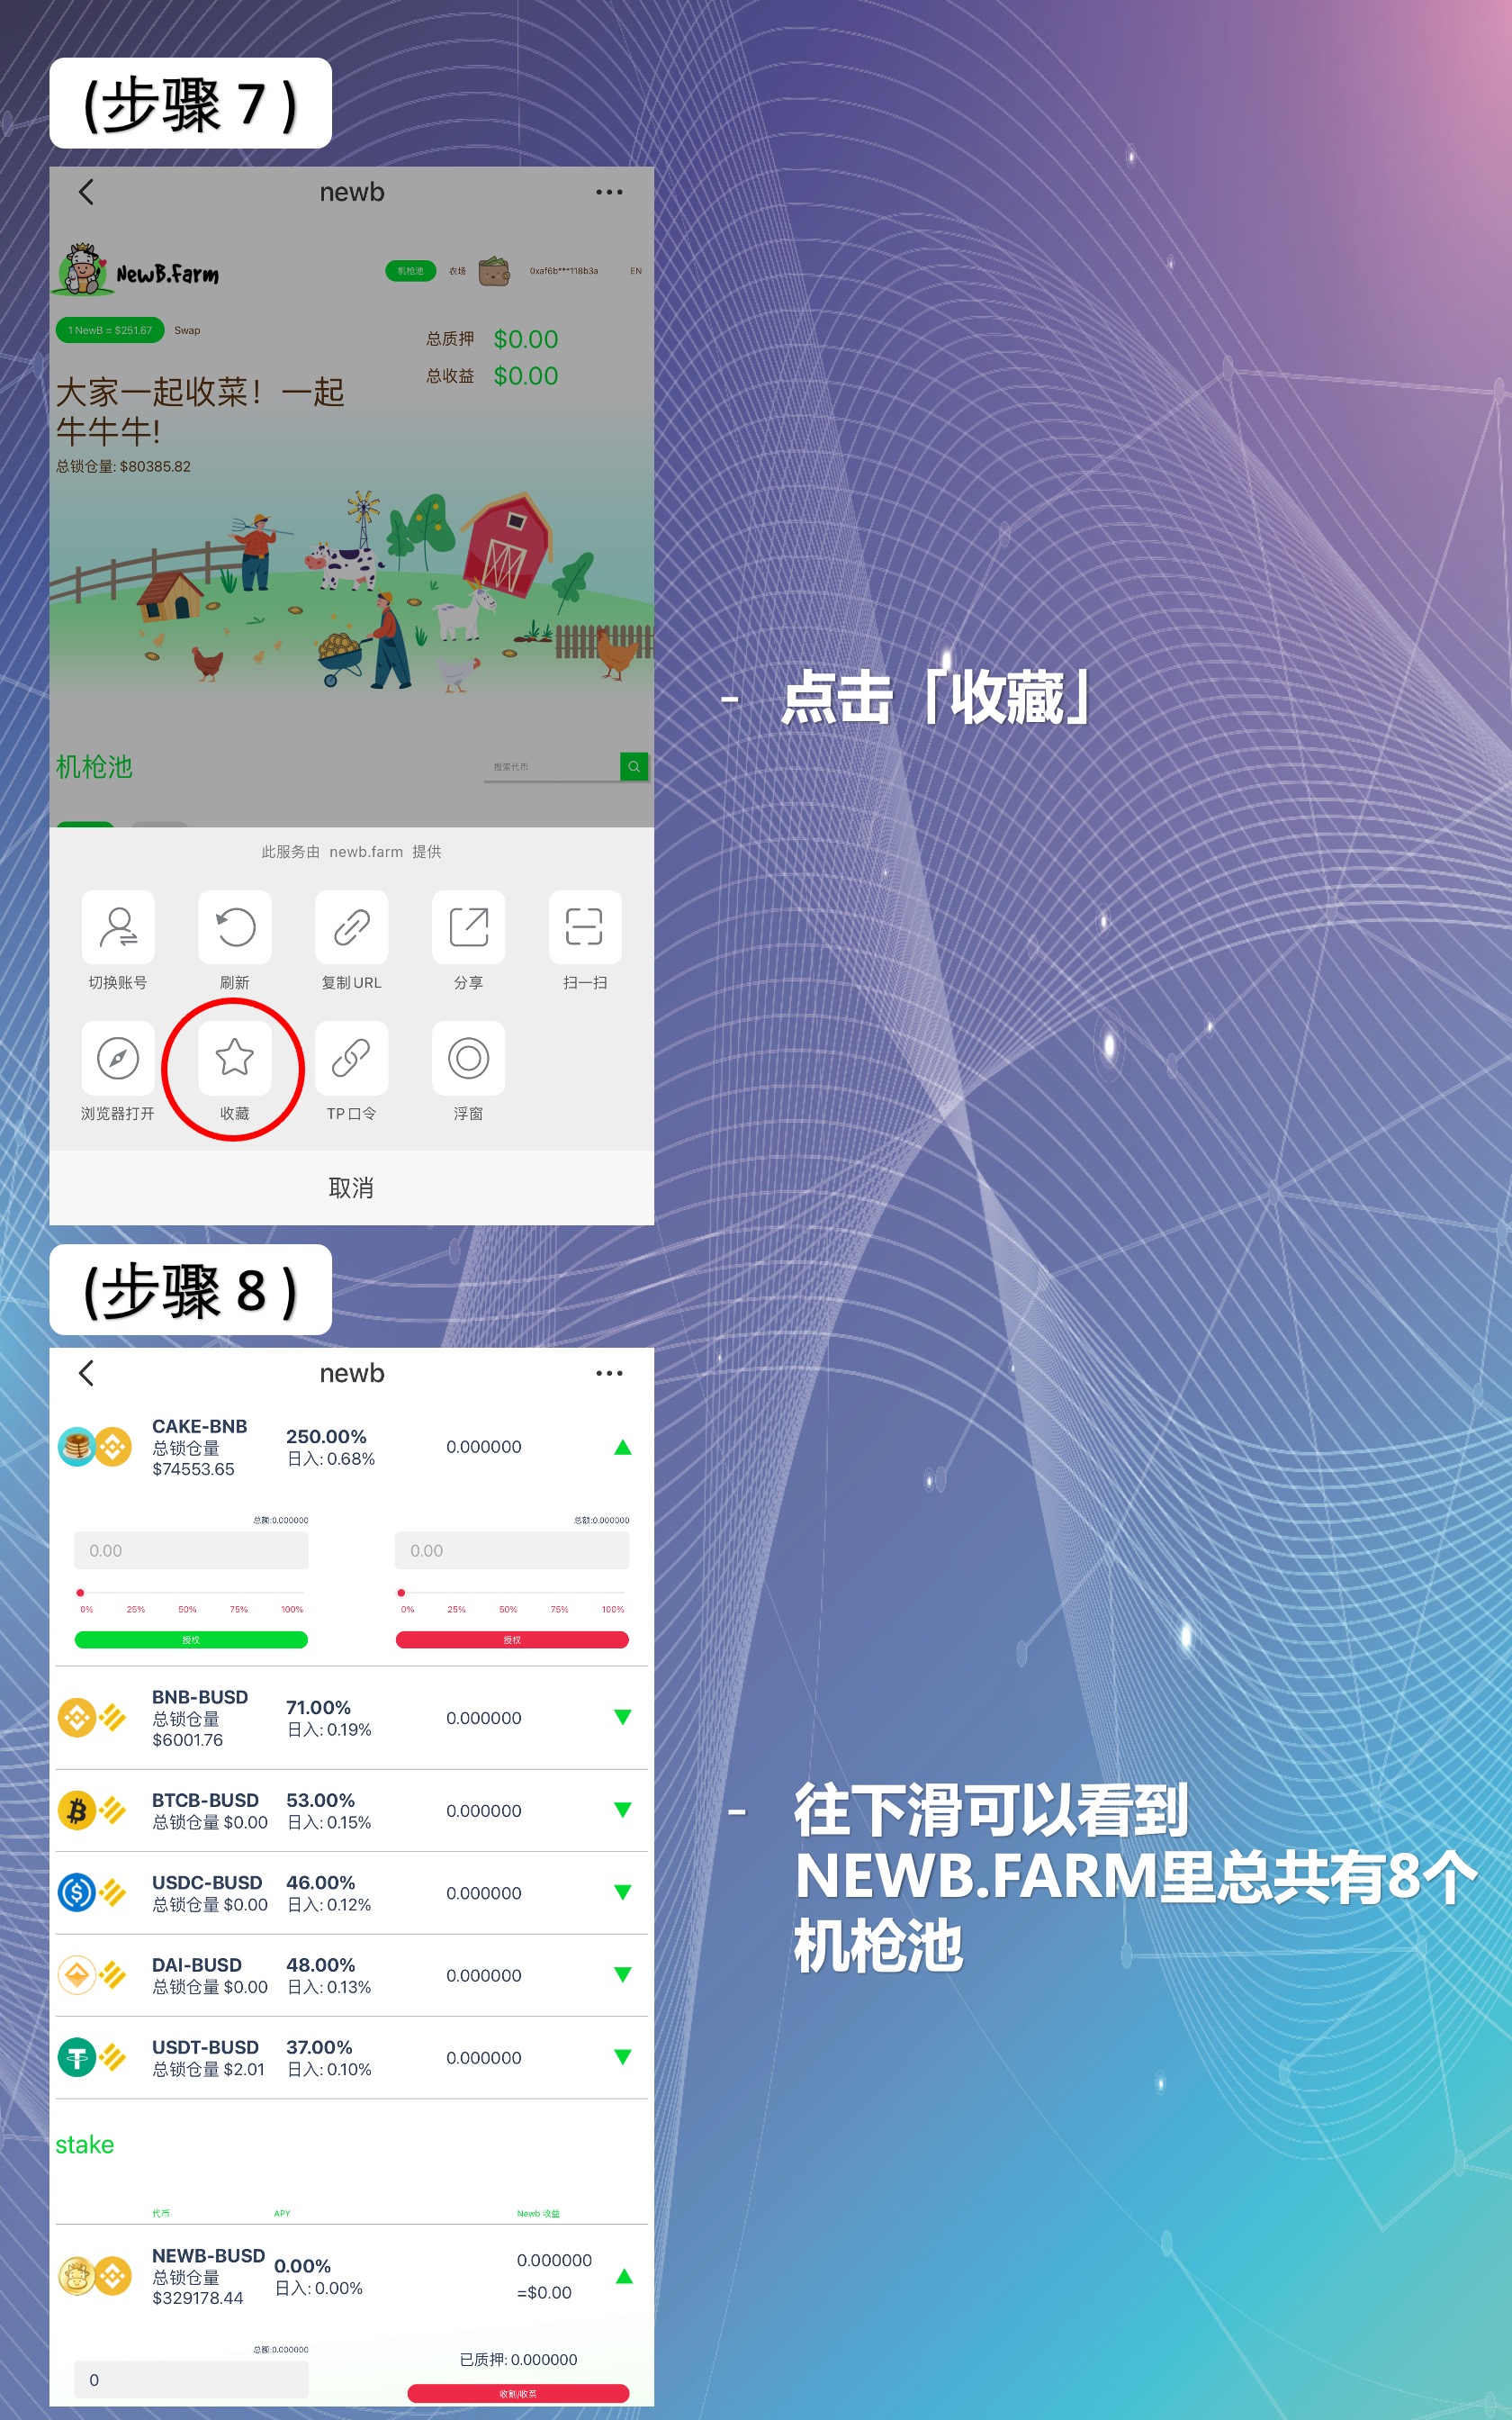 (步骤 7 )
newb
NewB.Farm
机枪池 农场 0xaf6b***118b3a EN
1 NewB = $251.67 Swap
总质押 $0.00
总收益 $0.00
大家一起收菜！一起
牛牛牛!
总锁仓量: $80385.82
机枪池
搜索代币
此服务由 newb.farm 提供
切换账号 刷新 复制URL 分享 扫一扫
浏览器打开 收藏 TP口令 浮窗
取消
- 点击「收藏」
(步骤 8 )
newb
CAKE-BNB
总锁仓量
$74553.65
250.00%
日入: 0.68%
0.000000
总额:0.000000 总额:0.000000
0.00 0.00
0% 25% 50% 75% 100% 0% 25% 50% 75% 100%
授权 授权
BNB-BUSD
总锁仓量
$6001.76
71.00%
日入: 0.19%
0.000000
BTCB-BUSD
总锁仓量 $0.00
53.00%
日入: 0.15%
0.000000
USDC-BUSD
总锁仓量 $0.00
46.00%
日入: 0.12%
0.000000
DAI-BUSD
总锁仓量 $0.00
48.00%
日入: 0.13%
0.000000
USDT-BUSD
总锁仓量 $2.01
37.00%
日入: 0.10%
0.000000
stake
代币 APY Newb 收益
NEWB-BUSD
总锁仓量
$329178.44
0.00%
日入: 0.00%
0.000000
=$0.00
总额:0.000000
0
已质押: 0.000000
收割/收菜
- 往下滑可以看到
NEWB.FARM里总共有8个
机枪池